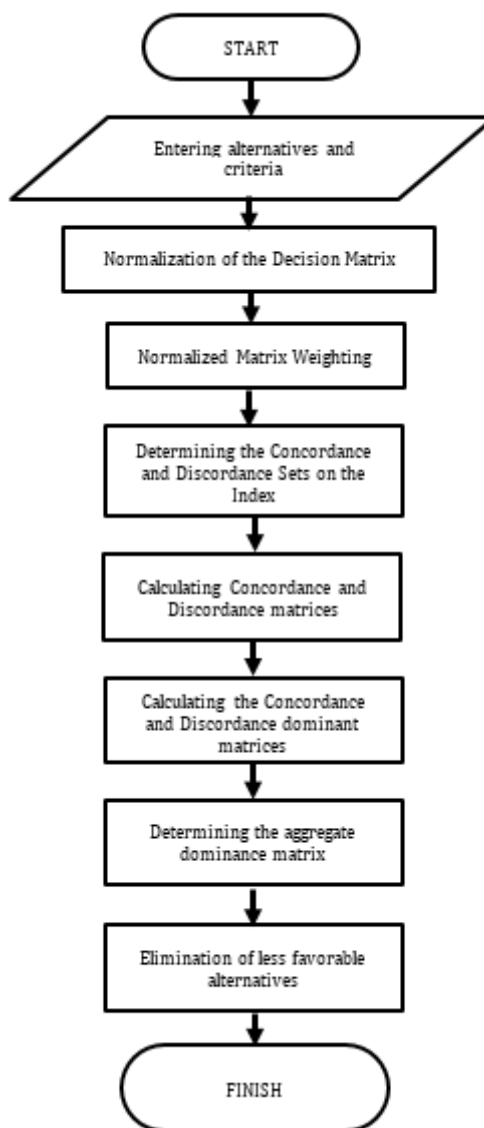 START
Entering alternatives and
criteria
Normalization of the Decision Matrix
Normalized Matrix Weighting
Determining the Concordance
and Discordance Sets on the
Index
Calculating Concordance and
Discordance matrices
Calculating the Concordance
and Discordance dominant
matrices
Determining the aggregate
dominance matrix
Elimination of less favorable
alternatives
FINISH